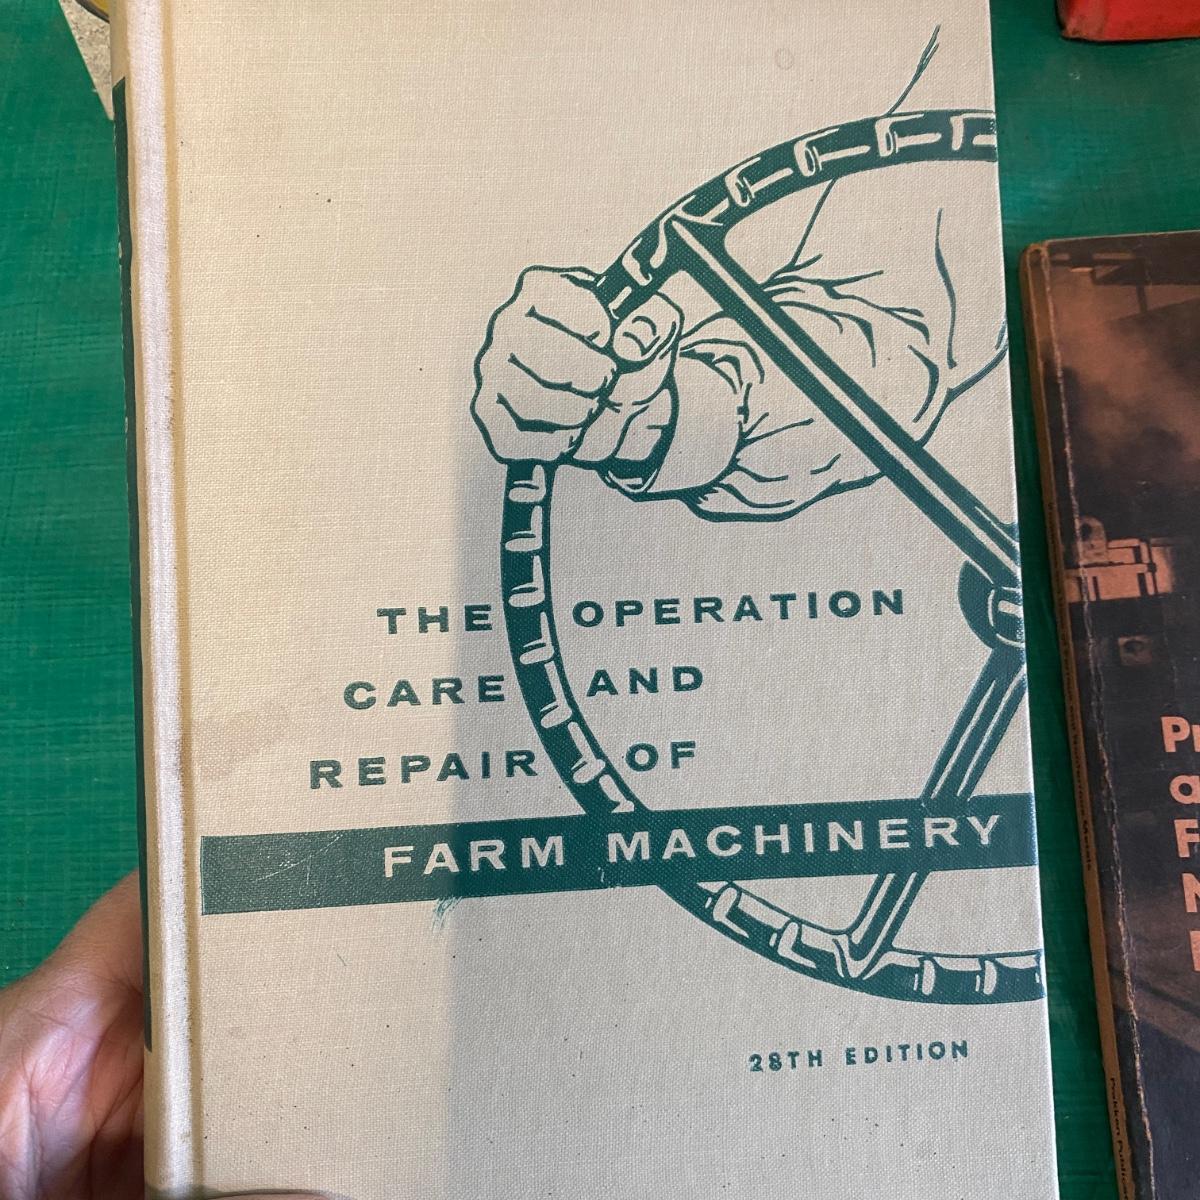 THE OPERATION
CARE AND
REPAIR OF
FARM MACHINERY
28TH EDITION